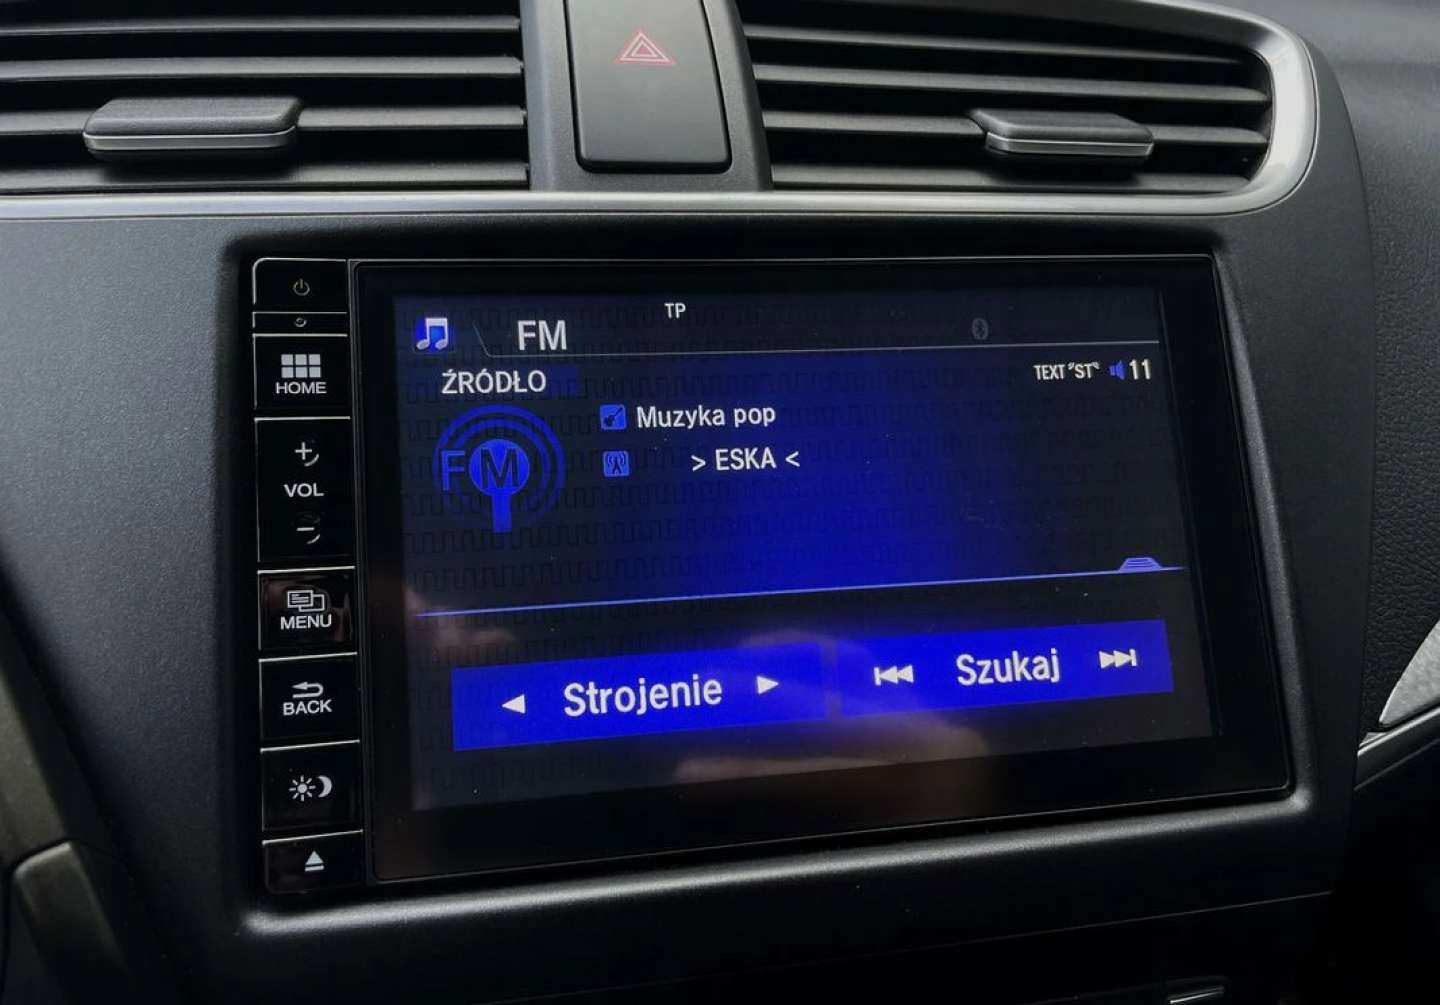 TP
FM
ŹRÓDŁO
TEXT "ST" 11
FM
Muzyka pop
> ESKA <
Strojenie
Szukaj
HOME
VOL
MENU
BACK